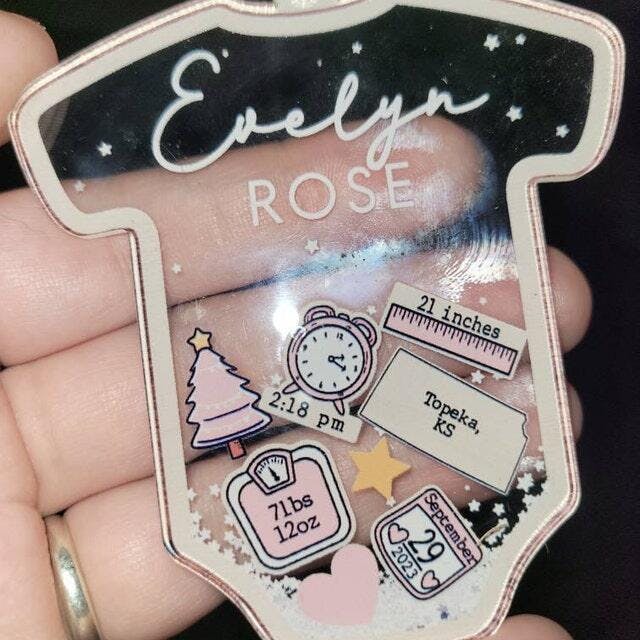 Evelyn
ROSE
21 inches
2:18 pm
Topeka,
KS
7lbs
12oz
September
29
2023